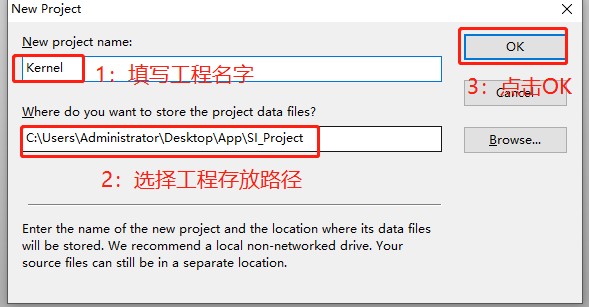 New Project
New project name:
Kernel
1：填写工程名字
OK
3：点击OK
Cancel
Where do you want to store the project data files?
C:\Users\Administrator\Desktop\App\SI_Project
Browse...
2：选择工程存放路径
Enter the name of the new project and the location where its data files
will be stored. We recommend a local non-networked drive. Your
source files can still be in a separate location.